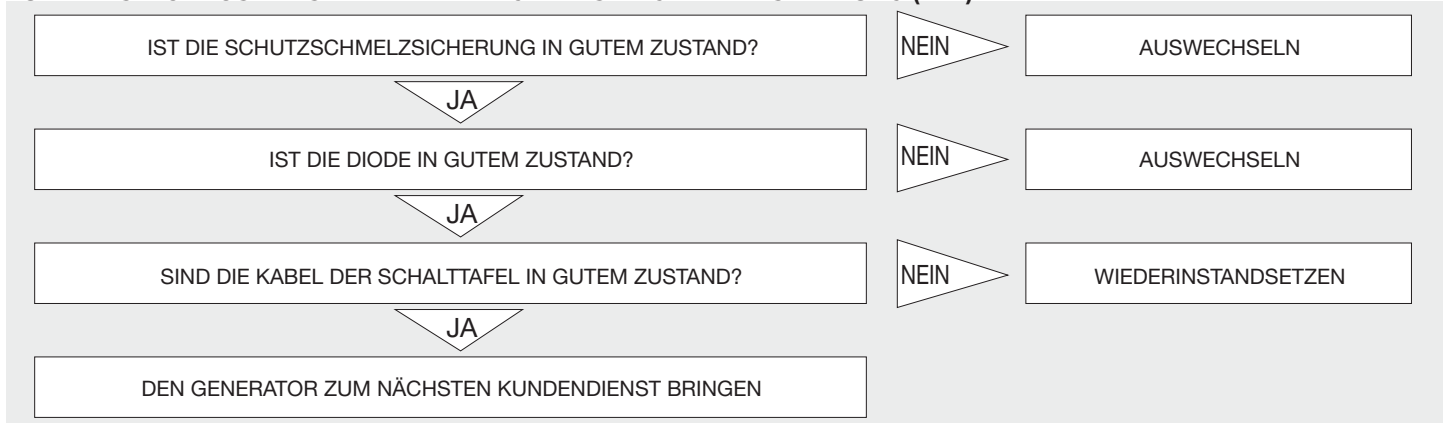 IST DIE SCHUTZSCHMELZSICHERUNG IN GUTEM ZUSTAND? NEIN AUSWECHSELN
JA
IST DIE DIODE IN GUTEM ZUSTAND? NEIN AUSWECHSELN
JA
SIND DIE KABEL DER SCHALTTAFEL IN GUTEM ZUSTAND? NEIN WIEDERINSTANDSETZEN
JA
DEN GENERATOR ZUM NÄCHSTEN KUNDENDIENST BRINGEN